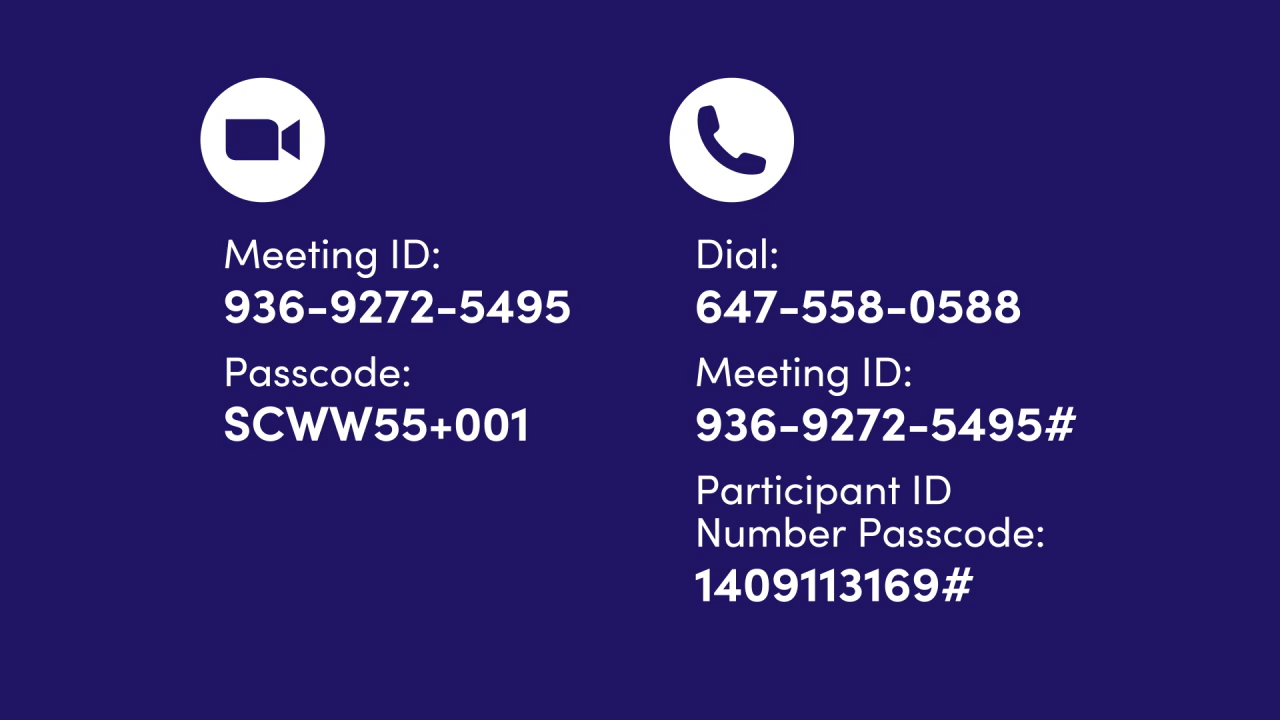 Meeting ID:
936-9272-5495
Passcode:
SCWW55+001
Dial:
647-558-0588
Meeting ID:
936-9272-5495#
Participant ID
Number Passcode:
1409113169#